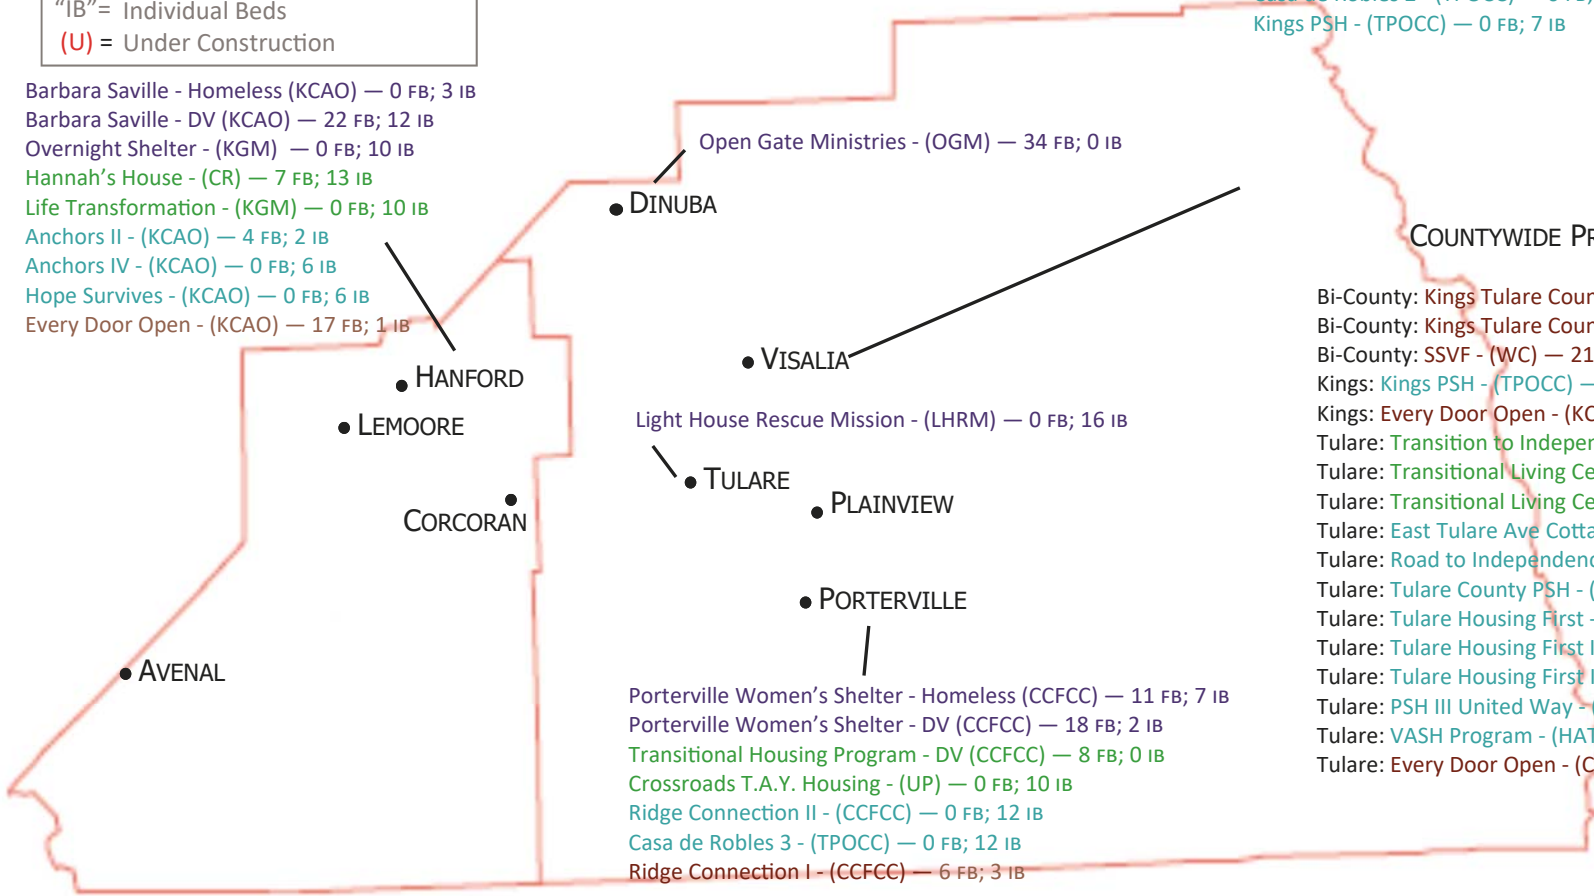 "IB"= Individual Beds
(U) = Under Construction
Kings PSH - (TPOCC) — 0 FB; 7 IB
Barbara Saville - Homeless (KCAO) — 0 FB; 3 IB
Barbara Saville - DV (KCAO) — 22 FB; 12 IB
Overnight Shelter - (KGM) — 0 FB; 10 IB
Hannah's House - (CR) — 7 FB; 13 IB
Life Transformation - (KGM) — 0 FB; 10 IB
Anchors II - (KCAO) — 4 FB; 2 IB
Anchors IV - (KCAO) — 0 FB; 6 IB
Hope Survives - (KCAO) — 0 FB; 6 IB
Every Door Open - (KCAO) — 17 FB; 1 IB
Open Gate Ministries - (OGM) — 34 FB; 0 IB
DINUBA
VISALIA
HANFORD
LEMOORE
Light House Rescue Mission - (LHRM) — 0 FB; 16 IB
TULARE
PLAINVIEW
CORCORAN
PORTERVILLE
AVENAL
Porterville Women's Shelter - Homeless (CCFCC) — 11 FB; 7 IB
Porterville Women's Shelter - DV (CCFCC) — 18 FB; 2 IB
Transitional Housing Program - DV (CCFCC) — 8 FB; 0 IB
Crossroads T.A.Y. Housing - (UP) — 0 FB; 10 IB
Ridge Connection II - (CCFCC) — 0 FB; 12 IB
Casa de Robles 3 - (TPOCC) — 0 FB; 12 IB
Ridge Connection I - (CCFCC) — 6 FB; 3 IB
COUNTYWIDE PR
Bi-County: Kings Tulare Coun
Bi-County: Kings Tulare Coun
Bi-County: SSVF - (WC) — 21
Kings: Kings PSH - (TPOCC) —
Kings: Every Door Open - (KC
Tulare: Transition to Indepen
Tulare: Transitional Living Ce
Tulare: Transitional Living Ce
Tulare: East Tulare Ave Cotta
Tulare: Road to Independenc
Tulare: Tulare County PSH - (
Tulare: Tulare Housing First -
Tulare: Tulare Housing First I
Tulare: Tulare Housing First I
Tulare: PSH III United Way - (
Tulare: VASH Program - (HAT
Tulare: Every Door Open - (C